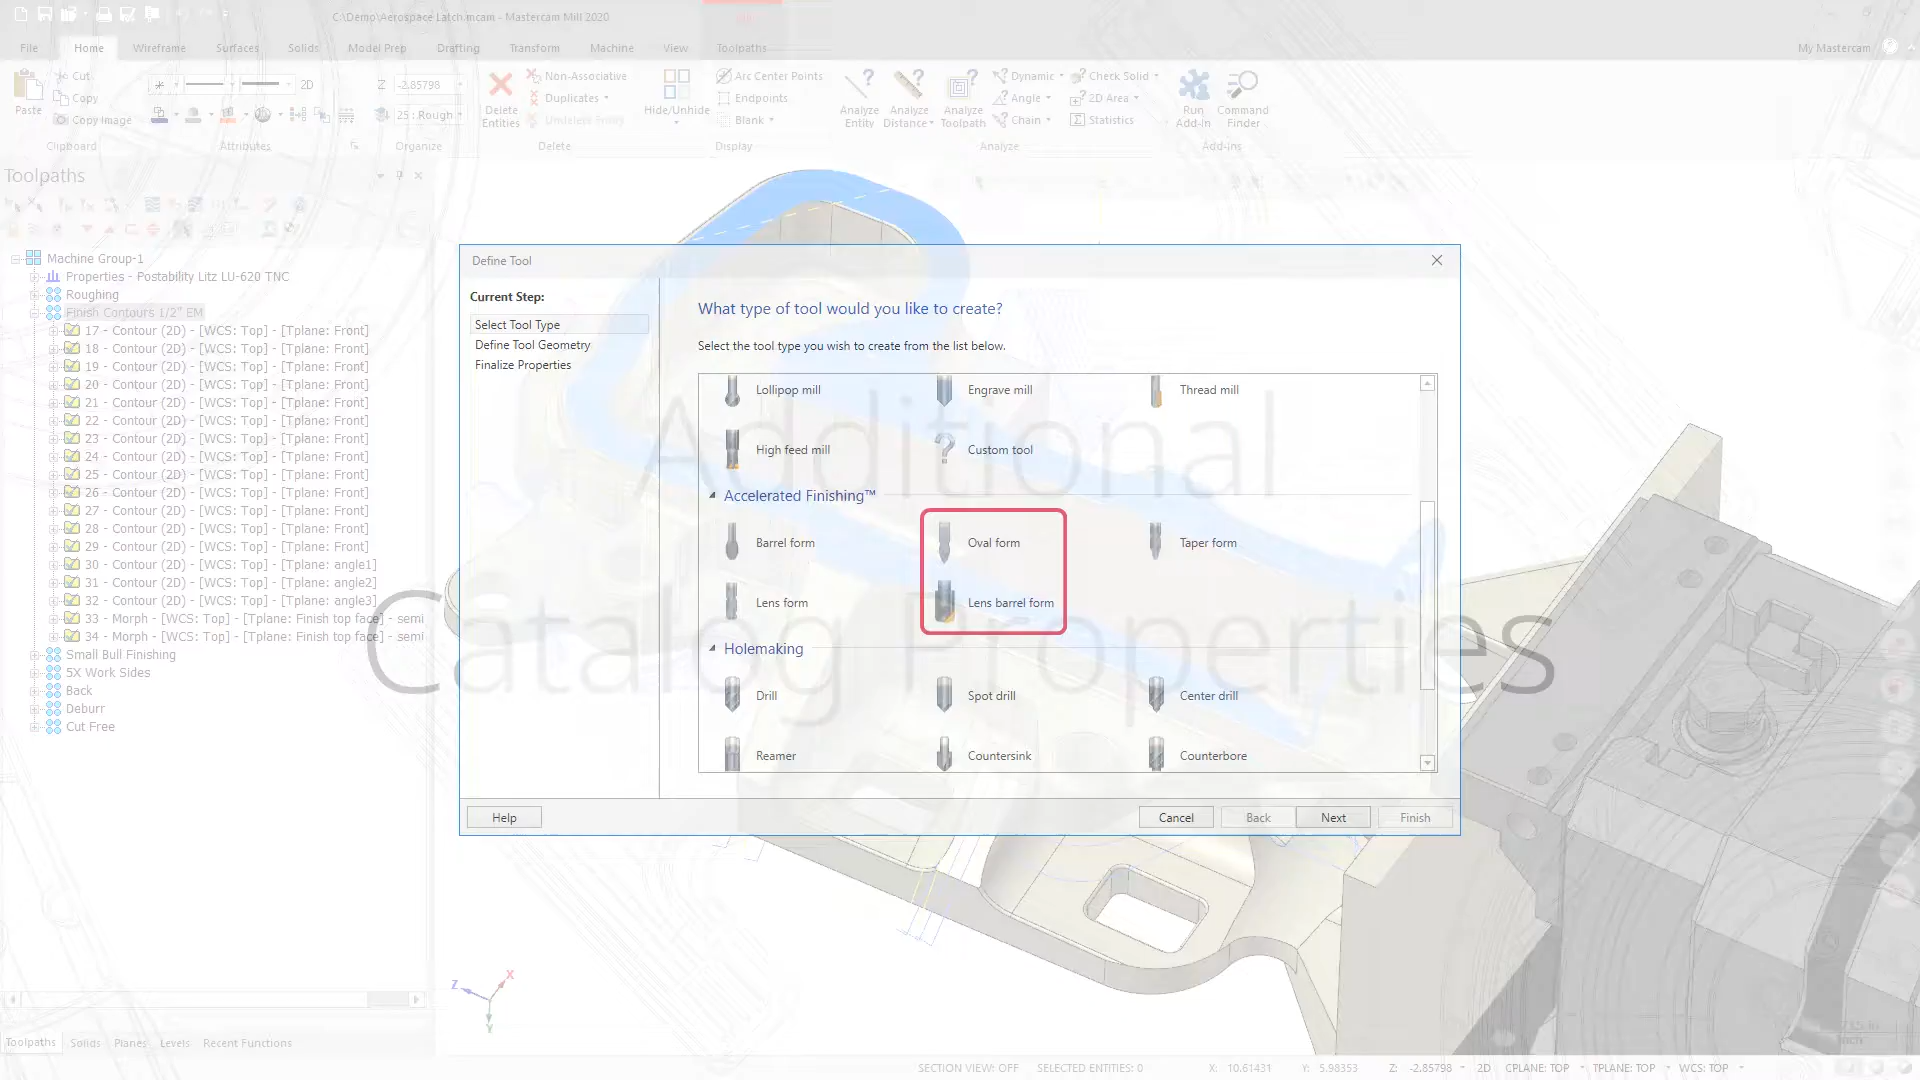 C:\Demo\Aerospace Latch.mcam - Mastercam Mill 2020
File Home Wireframe Surfaces Solids Model Prep Drafting Transform Machine View Toolpaths My Mastercam
Paste Cut Copy Copy Image
Clipboard
2D
Attributes
Z -2.85798
25 : Rough
Organize
Delete Entities
Non-Associative
Duplicates
Undelete Entity
Delete
Hide/Unhide
Arc Center Points
Endpoints
Blank
Display
Analyze Entity
Analyze Distance
Analyze Toolpath
Dynamic
Angle
Chain
Check Solid
2D Area
Statistics
Analyze
Run Add-In
Command Finder
Add-Ins
Toolpaths
Machine Group-1
Properties - Postability Litz LU-620 TNC
Roughing
Finish Contours 1/2" EM
17 - Contour (2D) - [WCS: Top] - [Tplane: Front]
18 - Contour (2D) - [WCS: Top] - [Tplane: Front]
19 - Contour (2D) - [WCS: Top] - [Tplane: Front]
20 - Contour (2D) - [WCS: Top] - [Tplane: Front]
21 - Contour (2D) - [WCS: Top] - [Tplane: Front]
22 - Contour (2D) - [WCS: Top] - [Tplane: Front]
23 - Contour (2D) - [WCS: Top] - [Tplane: Front]
24 - Contour (2D) - [WCS: Top] - [Tplane: Front]
25 - Contour (2D) - [WCS: Top] - [Tplane: Front]
26 - Contour (2D) - [WCS: Top] - [Tplane: Front]
27 - Contour (2D) - [WCS: Top] - [Tplane: Front]
28 - Contour (2D) - [WCS: Top] - [Tplane: Front]
29 - Contour (2D) - [WCS: Top] - [Tplane: Front]
30 - Contour (2D) - [WCS: Top] - [Tplane: angle1]
31 - Contour (2D) - [WCS: Top] - [Tplane: angle2]
32 - Contour (2D) - [WCS: Top] - [Tplane: angle3]
33 - Morph - [WCS: Top] - [Tplane: Finish top face] - semi
34 - Morph - [WCS: Top] - [Tplane: Finish top face] - semi
Small Bull Finishing
5X Work Sides
Back
Deburr
Cut Free
Toolpaths Solids Planes Levels Recent Functions
Define Tool
Current Step:
Select Tool Type
Define Tool Geometry
Finalize Properties
What type of tool would you like to create?
Select the tool type you wish to create from the list below.
Lollipop mill Engrave mill Thread mill
High feed mill Custom tool
Accelerated Finishing™
Barrel form Oval form Taper form
Lens form Lens barrel form
Holemaking
Drill Spot drill Center drill
Reamer Countersink Counterbore
Help Cancel Back Next Finish
Additional
Catalog Properties
X
Z
Y
SECTION VIEW: OFF SELECTED ENTITIES: 0 X: 10.61431 Y: 5.98353 Z: -2.85798 2D CPLANE: TOP TPLANE: TOP WCS: TOP